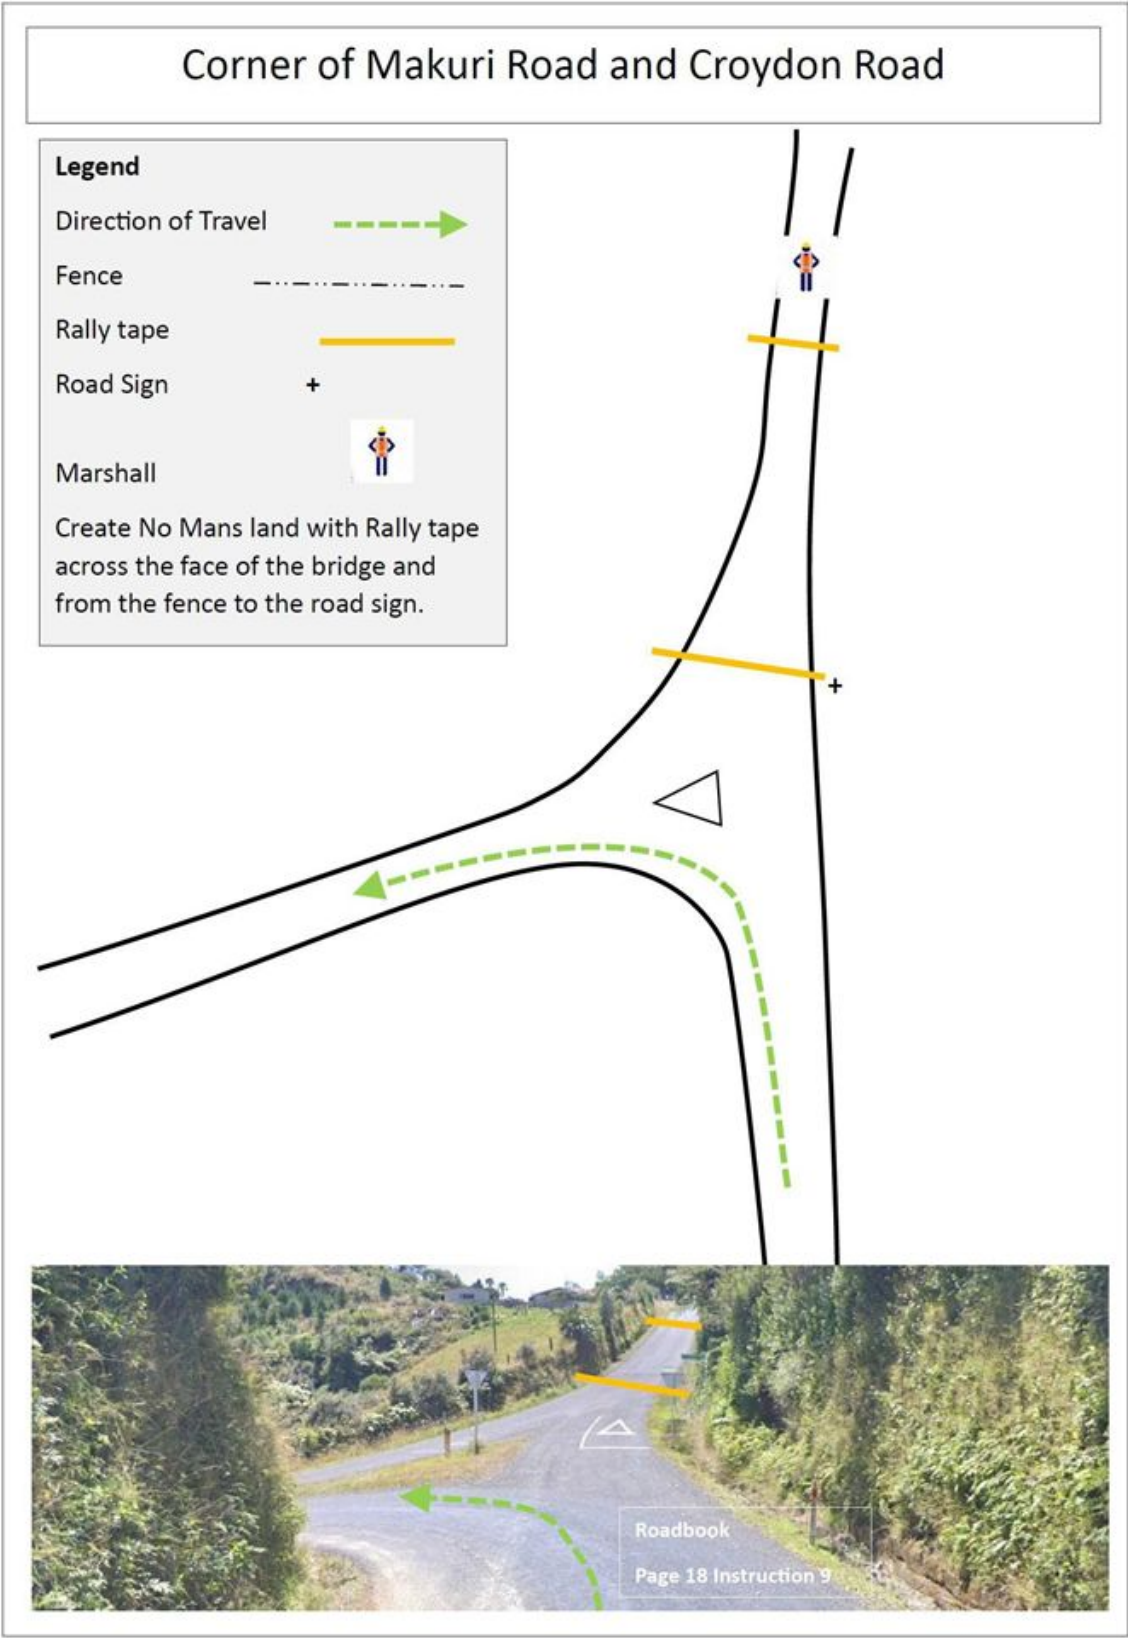 Corner of Makuri Road and Croydon Road
Legend
Direction of Travel
Fence
Rally tape
Road Sign
Marshall
Create No Mans land with Rally tape
across the face of the bridge and
from the fence to the road sign.
Roadbook
Page 18 Instruction 9